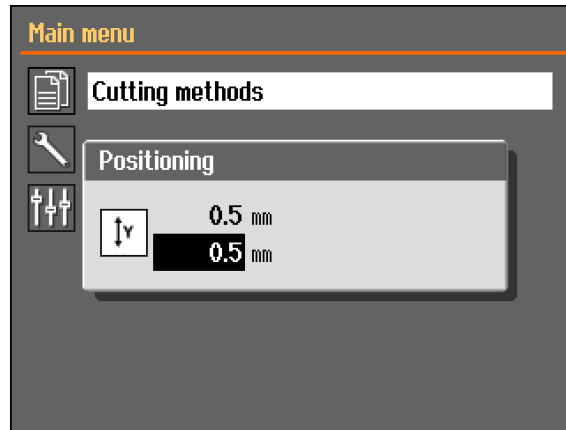 Main menu
Cutting methods
Positioning
Y 0.5 mm
0.5 mm